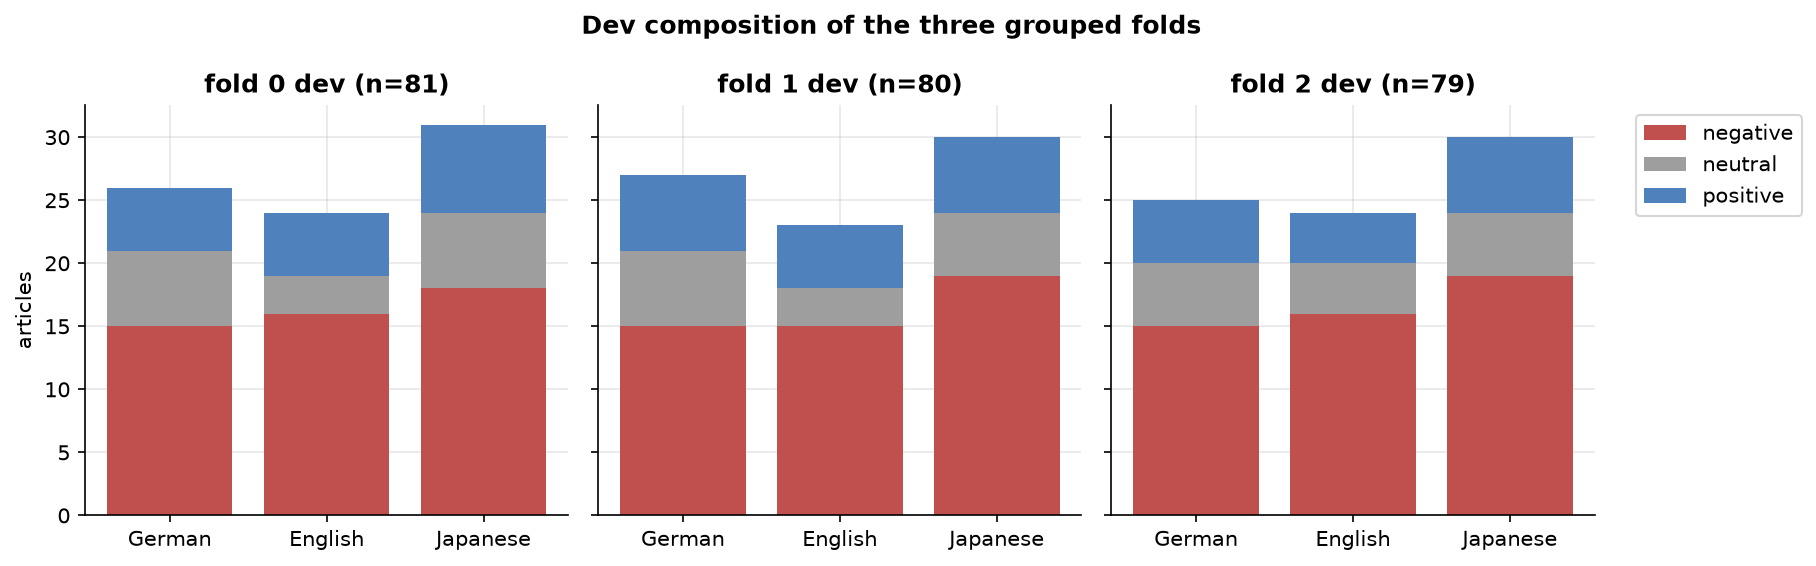 Dev composition of the three grouped folds
fold 0 dev (n=81)
fold 1 dev (n=80)
fold 2 dev (n=79)
negative
neutral
positive
articles
30
25
20
15
10
5
0
German
English
Japanese
German
English
Japanese
German
English
Japanese